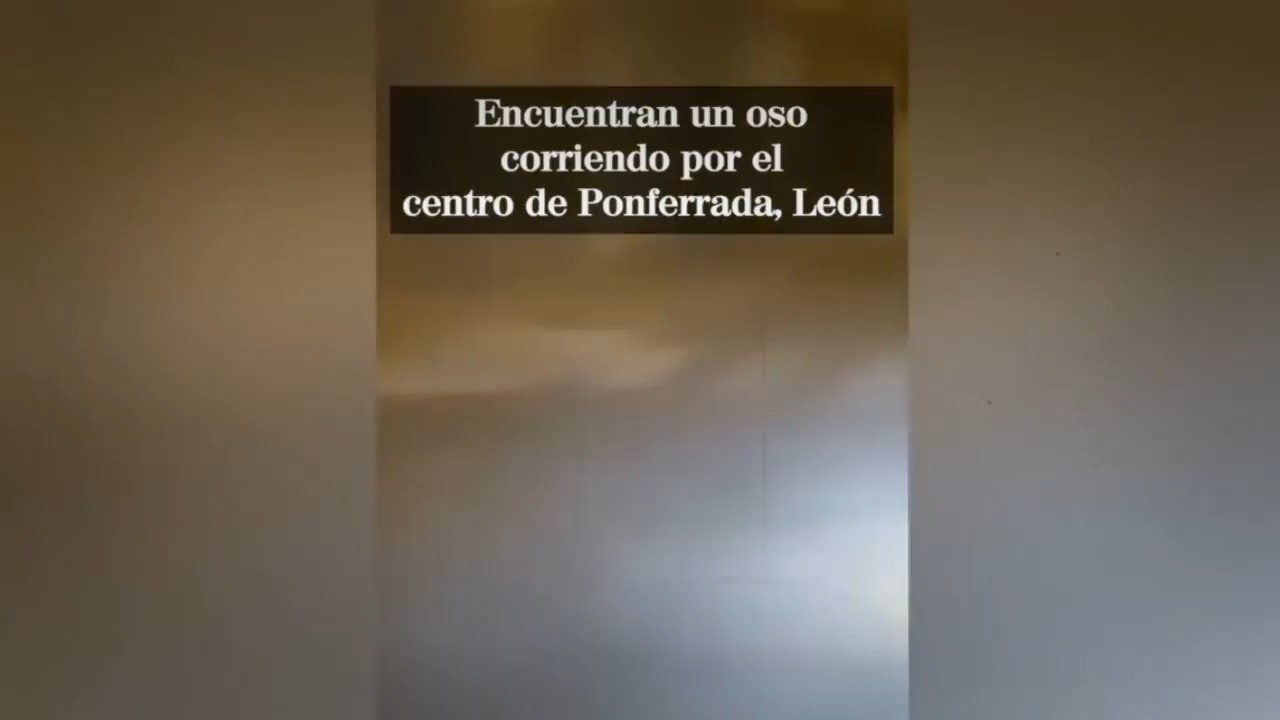 Encuentran un oso
corriendo por el
centro de Ponferrada, León